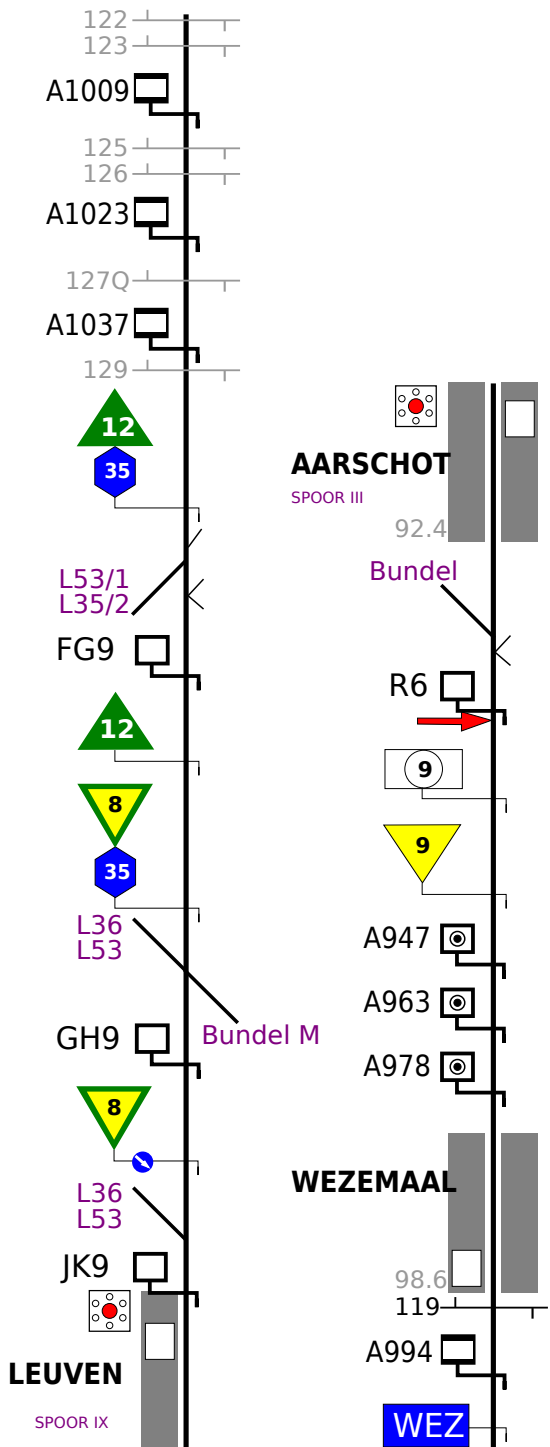 122
123
A1009
125
126
A1023
127Q
A1037
129
12
35
L53/1
L35/2
FG9
12
8
35
L36
L53
Bundel M
GH9
8
L36
L53
JK9
LEUVEN
SPOOR IX
AARSCHOT
SPOOR III
92.4
Bundel
R6
9
9
A947
A963
A978
WEZEMAAL
98.6
119
A994
WEZ